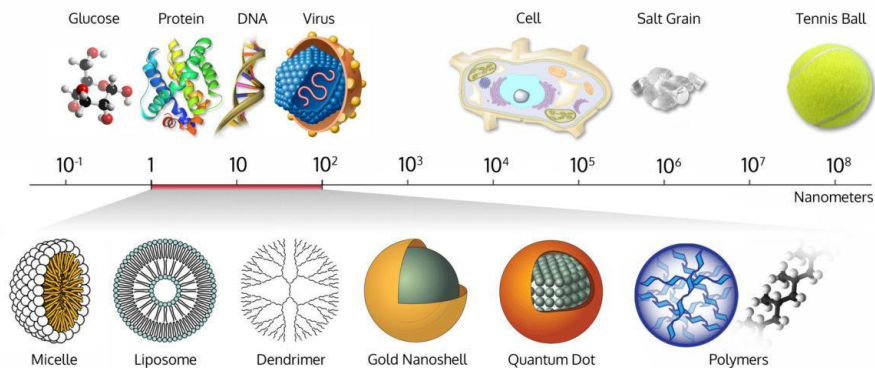 Glucose Protein DNA Virus Cell Salt Grain Tennis Ball
10⁻¹ 1 10 10² 10³ 10⁴ 10⁵ 10⁶ 10⁷ 10⁸
Nanometers
Micelle Liposome Dendrimer Gold Nanoshell Quantum Dot Polymers